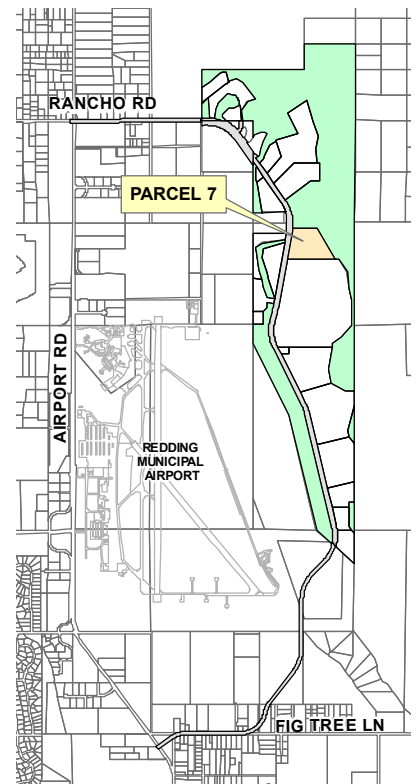 RANCHO RD
PARCEL 7
AIRPORT RD
REDDING
MUNICIPAL
AIRPORT
FIG TREE LN